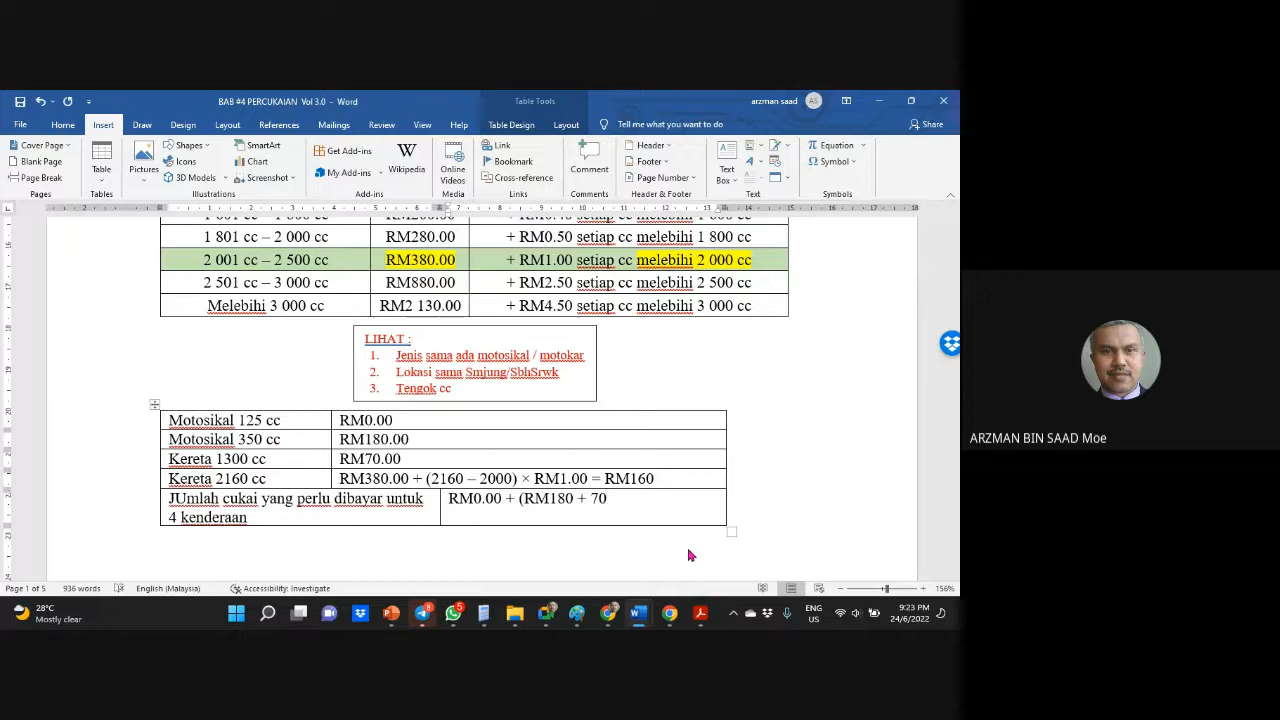 BAB #4 PERCUKAIAN Vol 3.0 - Word
Table Tools
arzman saad AS
File Home Insert Draw Design Layout References Mailings Review View Help Table Design Layout Tell me what you want to do Share
Cover Page
Blank Page
Page Break
Pages
Table
Tables
Pictures
Shapes
Icons
3D Models
SmartArt
Chart
Screenshot
Illustrations
Get Add-ins
My Add-ins
Wikipedia
Add-ins
Online
Videos
Media
Link
Bookmark
Cross-reference
Links
Comment
Comments
Header
Footer
Page Number
Header & Footer
Text
Box
Text
Equation
Symbol
Symbols
1 801 cc – 2 000 cc RM280.00 + RM0.50 setiap cc melebihi 1 800 cc
2 001 cc – 2 500 cc RM380.00 + RM1.00 setiap cc melebihi 2 000 cc
2 501 cc – 3 000 cc RM880.00 + RM2.50 setiap cc melebihi 2 500 cc
Melebihi 3 000 cc RM2 130.00 + RM4.50 setiap cc melebihi 3 000 cc
LIHAT :
1. Jenis sama ada motosikal / motokar
2. Lokasi sama Smjung/SbhSrwk
3. Tengok cc
Motosikal 125 cc RM0.00
Motosikal 350 cc RM180.00
Kereta 1300 cc RM70.00
Kereta 2160 cc RM380.00 + (2160 – 2000) × RM1.00 = RM160
JUmlah cukai yang perlu dibayar untuk
4 kenderaan
RM0.00 + (RM180 + 70
ARZMAN BIN SAAD Moe
Page 1 of 5 936 words English (Malaysia) Accessibility: Investigate 156%
28°C
Mostly clear
8
5
ENG
US
9:23 PM
24/6/2022